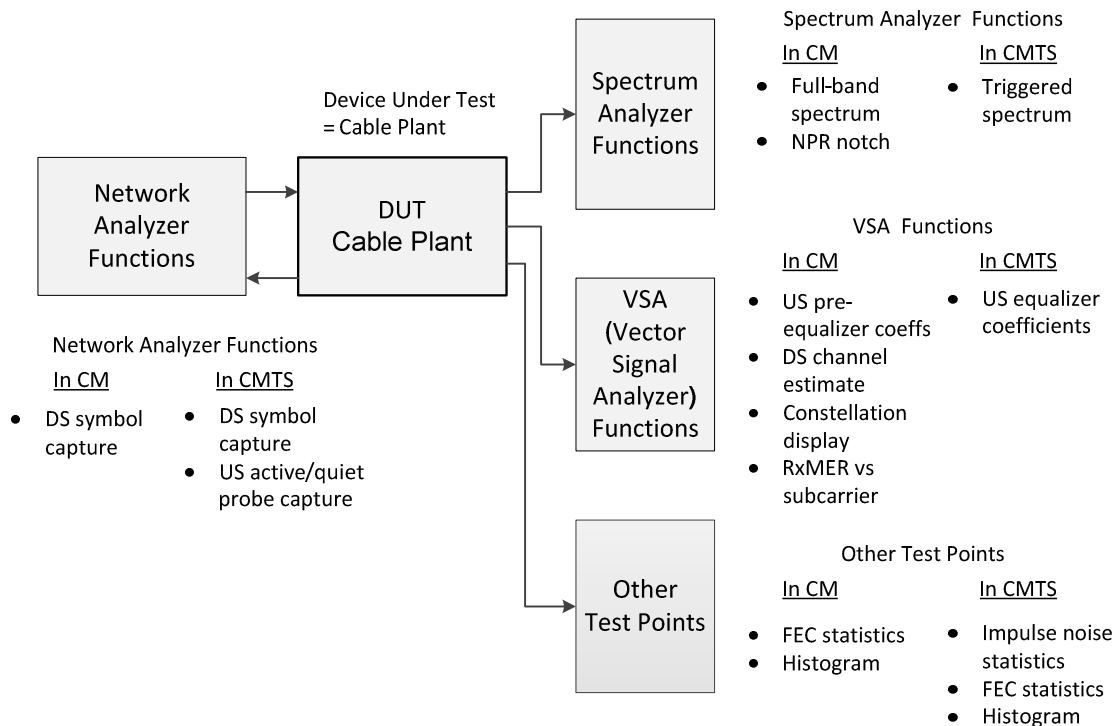 Spectrum Analyzer Functions
In CM
In CMTS
● Full-band
spectrum
● NPR notch
● Triggered
spectrum
Spectrum
Analyzer
Functions
Device Under Test
= Cable Plant
Network
Analyzer
Functions
DUT
Cable Plant
VSA Functions
In CM
In CMTS
● US pre-
equalizer coeffs
● DS channel
estimate
● Constellation
display
● RxMER vs
subcarrier
● US equalizer
coefficients
VSA
(Vector
Signal
Analyzer)
Functions
Network Analyzer Functions
In CM
In CMTS
● DS symbol
capture
● DS symbol
capture
● US active/quiet
probe capture
Other
Test Points
Other Test Points
In CM
In CMTS
● FEC statistics
● Histogram
● Impulse noise
statistics
● FEC statistics
● Histogram